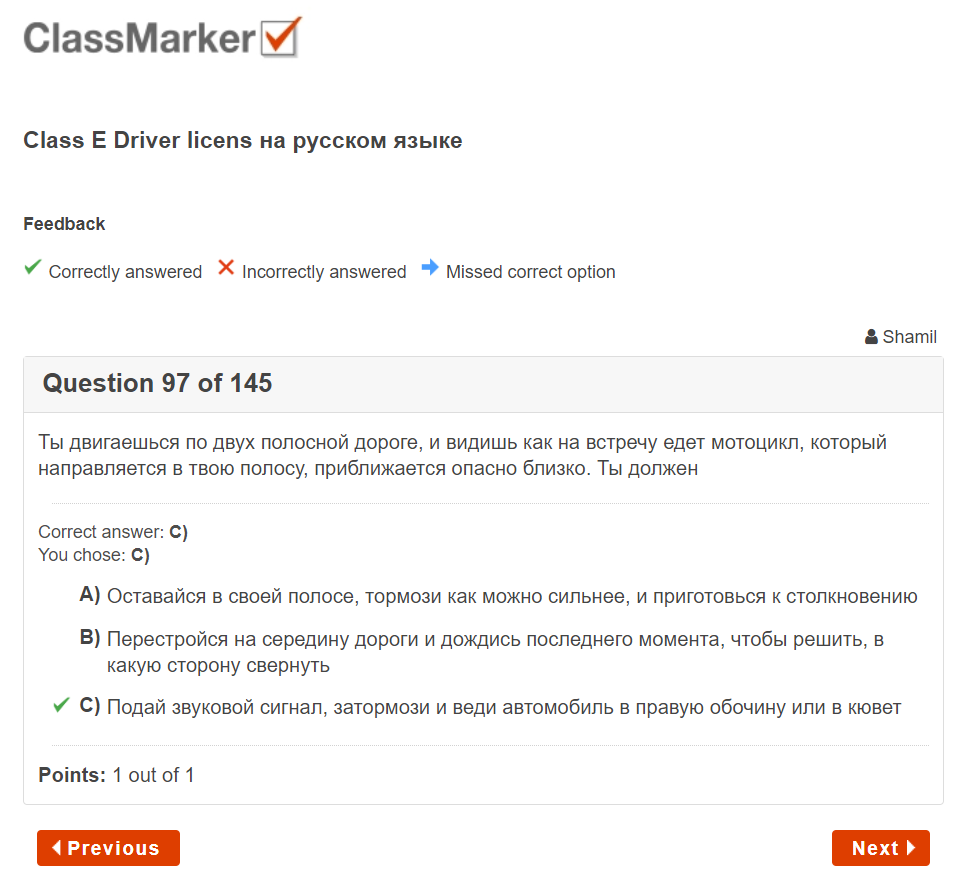 ClassMarker
Class E Driver licens на русском языке
Feedback
Correctly answered Incorrectly answered Missed correct option
Shamil
Question 97 of 145
Ты двигаешься по двух полосной дороге, и видишь как на встречу едет мотоцикл, который
направляется в твою полосу, приближается опасно близко. Ты должен
Correct answer: C)
You chose: C)
A) Оставайся в своей полосе, тормози как можно сильнее, и приготовься к столкновению
B) Перестройся на середину дороги и дождись последнего момента, чтобы решить, в
какую сторону свернуть
C) Подай звуковой сигнал, затормози и веди автомобиль в правую обочину или в кювет
Points: 1 out of 1
Previous Next